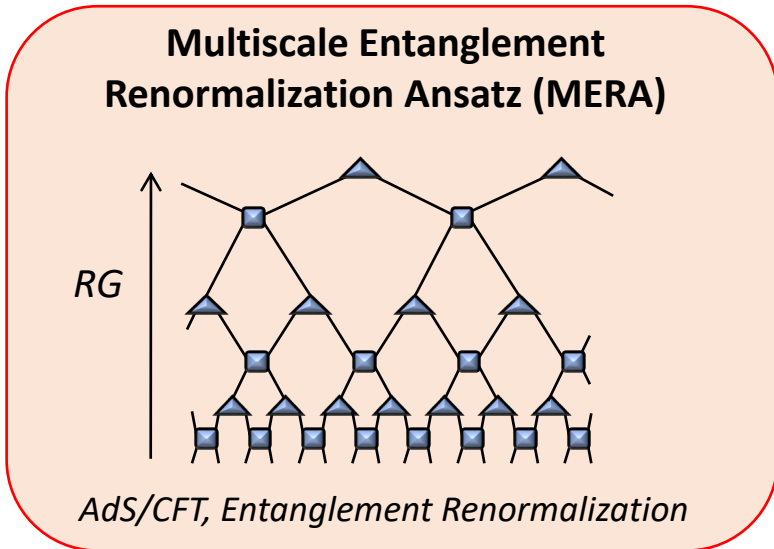 Multiscale Entanglement
Renormalization Ansatz (MERA)
RG
AdS/CFT, Entanglement Renormalization